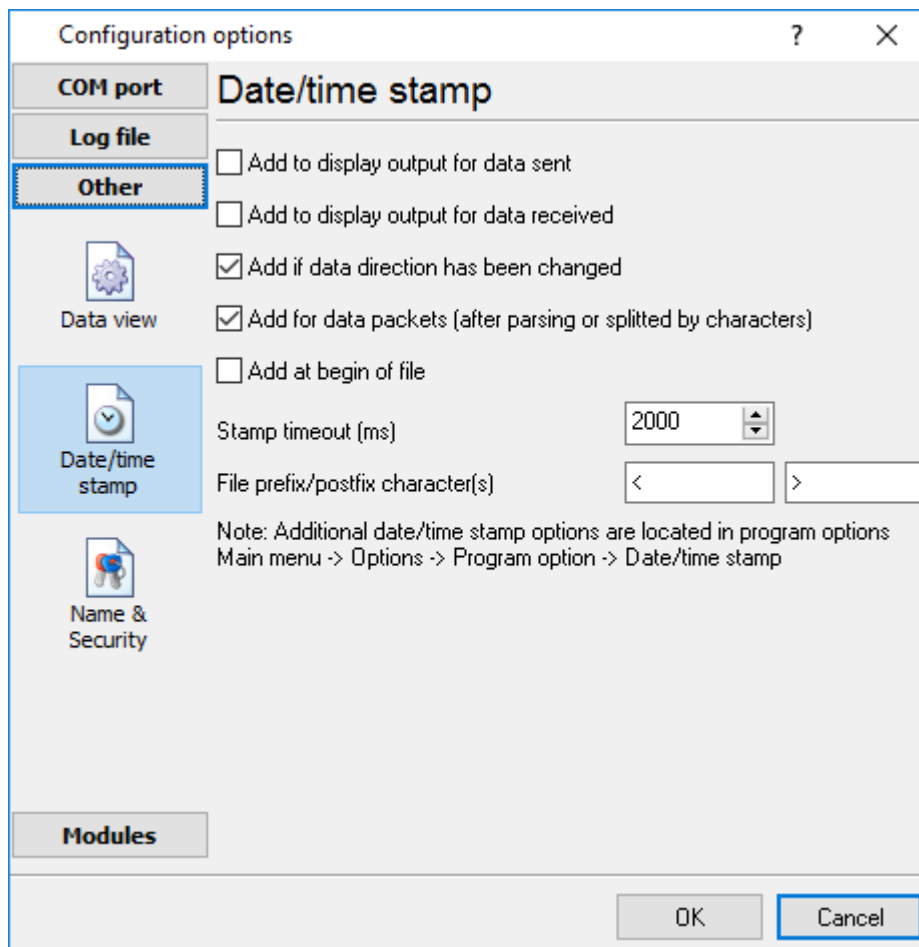 Configuration options
?
COM port
Log file
Other
Data view
Date/time
stamp
Name &
Security
Modules
Date/time stamp
Add to display output for data sent
Add to display output for data received
Add if data direction has been changed
Add for data packets (after parsing or splitted by characters)
Add at begin of file
Stamp timeout (ms) 2000
File prefix/postfix character(s) < >
Note: Additional date/time stamp options are located in program options
Main menu -> Options -> Program option -> Date/time stamp
OK Cancel